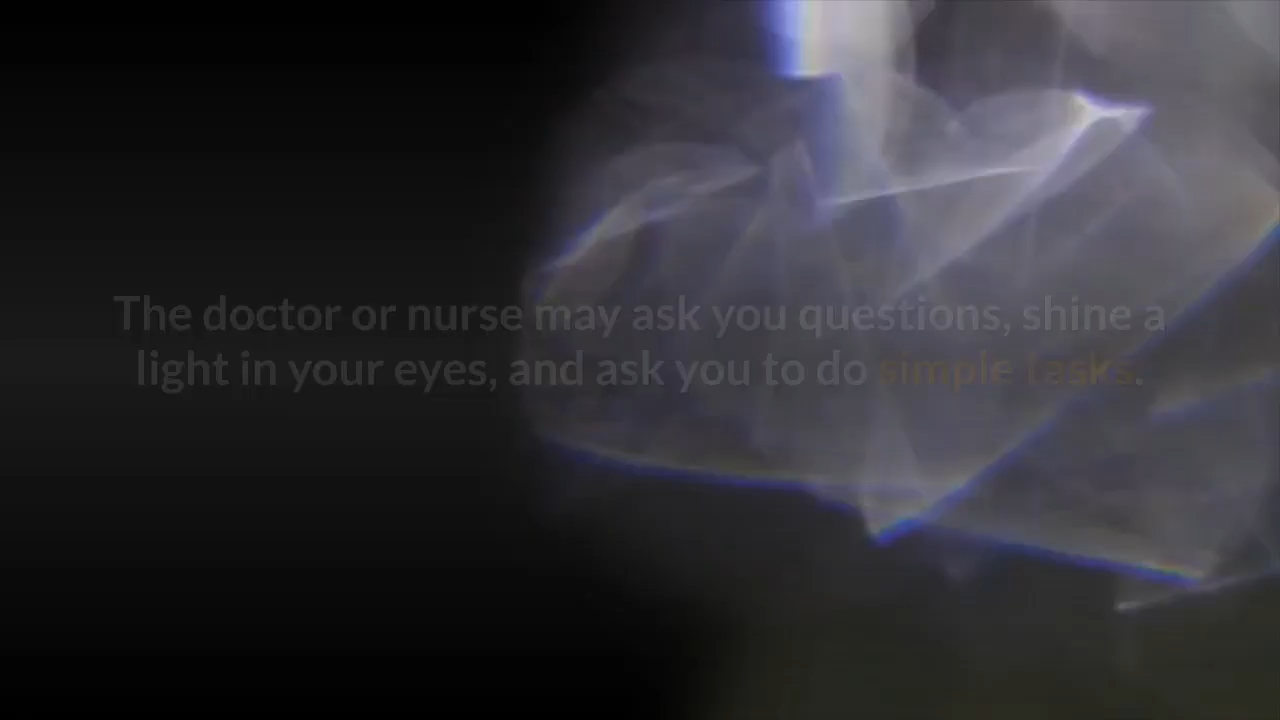 The doctor or nurse may ask you questions, shine a
light in your eyes, and ask you to do simple tasks.